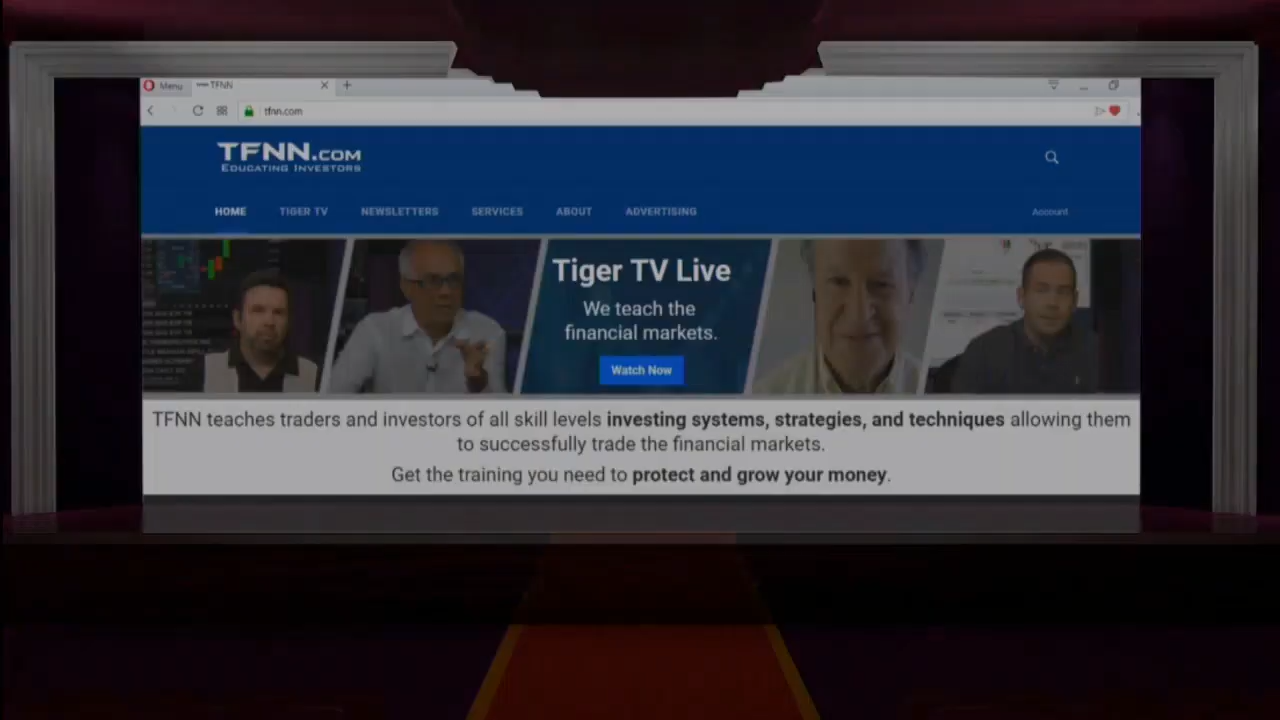 Menu
TFNN
tfnn.com
TFNN.COM
EDUCATING INVESTORS
HOME TIGER TV NEWSLETTERS SERVICES ABOUT ADVERTISING Account
Tiger TV Live
We teach the
financial markets.
Watch Now
TFNN teaches traders and investors of all skill levels investing systems, strategies, and techniques allowing them
to successfully trade the financial markets.
Get the training you need to protect and grow your money.